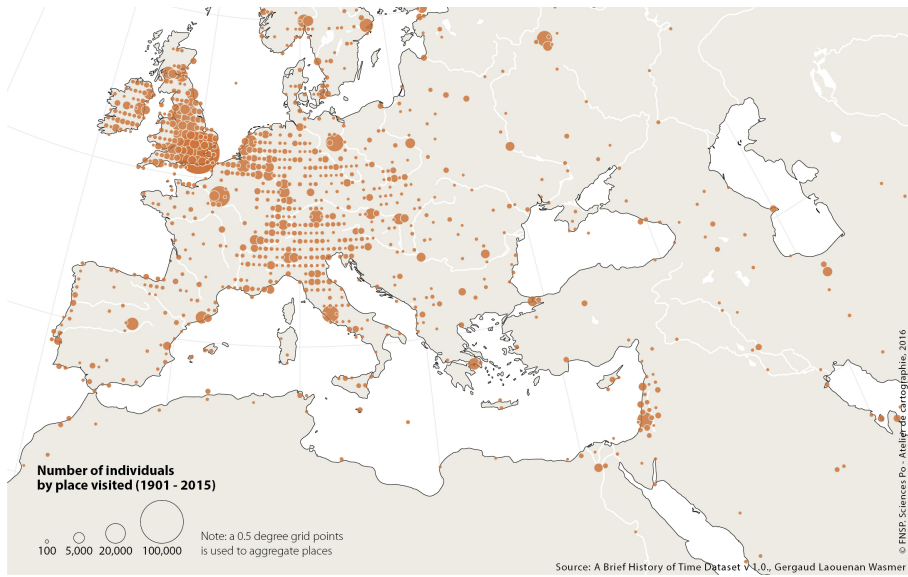 Number of individuals
by place visited (1901 - 2015)
100 5,000 20,000 100,000
Note: a 0.5 degree grid points
is used to aggregate places
Source: A Brief History of Time Dataset v 1.0., Gergaud Laouenan Wasmer
© FNSP. Sciences Po - Atelier de cartographie, 2016